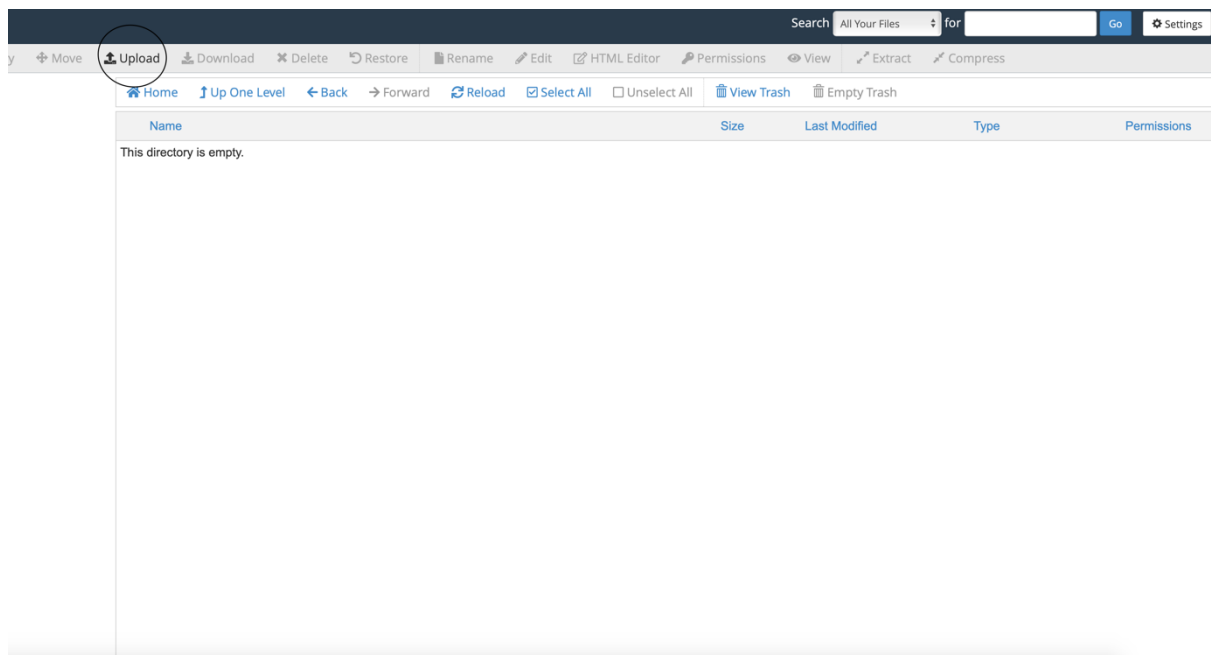 Search All Your Files for Go Settings
y Move Upload Download Delete Restore Rename Edit HTML Editor Permissions View Extract Compress
Home Up One Level Back Forward Reload Select All Unselect All View Trash Empty Trash
Name Size Last Modified Type Permissions
This directory is empty.